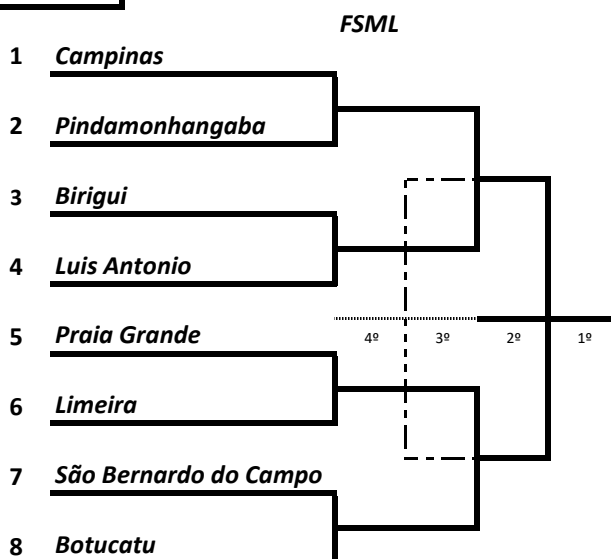 FSML
1 Campinas
2 Pindamonhangaba
3 Birigui
4 Luis Antonio
5 Praia Grande
4º 3º 2º 1º
6 Limeira
7 São Bernardo do Campo
8 Botucatu